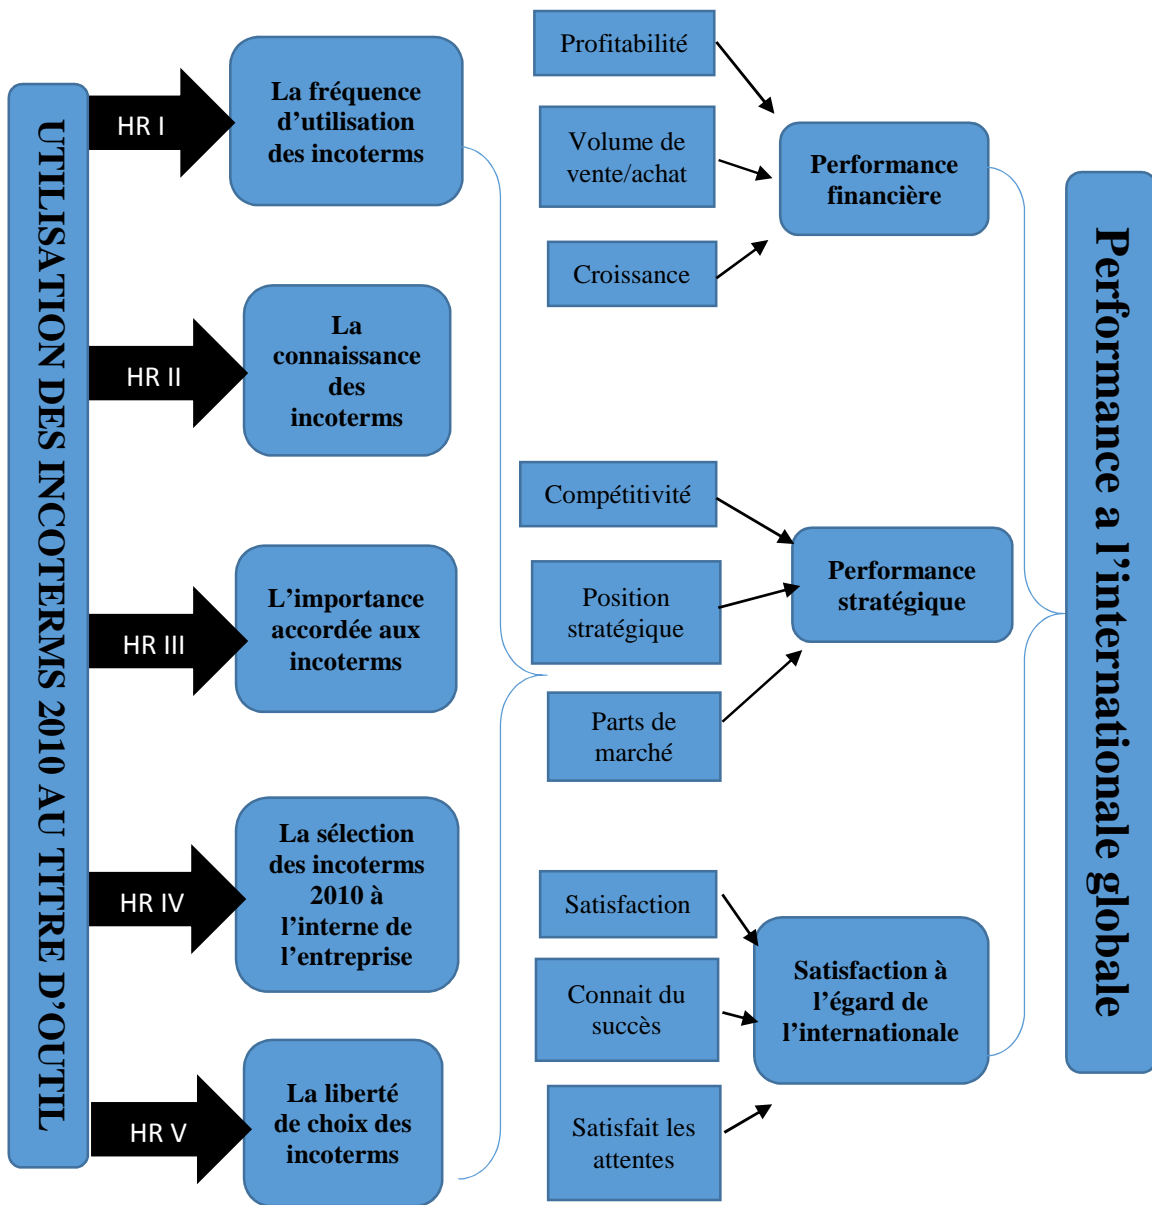 UTILISATION DES INCOTERMS 2010 AU TITRE D’OUTIL
HR I
La fréquence
d’utilisation
des incoterms
HR II
La
connaissance
des
incoterms
HR III
L’importance
accordée aux
incoterms
HR IV
La sélection
des incoterms
2010 à
l’interne de
l’entreprise
HR V
La liberté
de choix des
incoterms
Profitabilité
Volume de
vente/achat
Croissance
Performance
financière
Compétitivité
Position
stratégique
Parts de
marché
Performance
stratégique
Satisfaction
Connait du
succès
Satisfait les
attentes
Satisfaction à
l’égard de
l’internationale
Performance a l’internationale globale